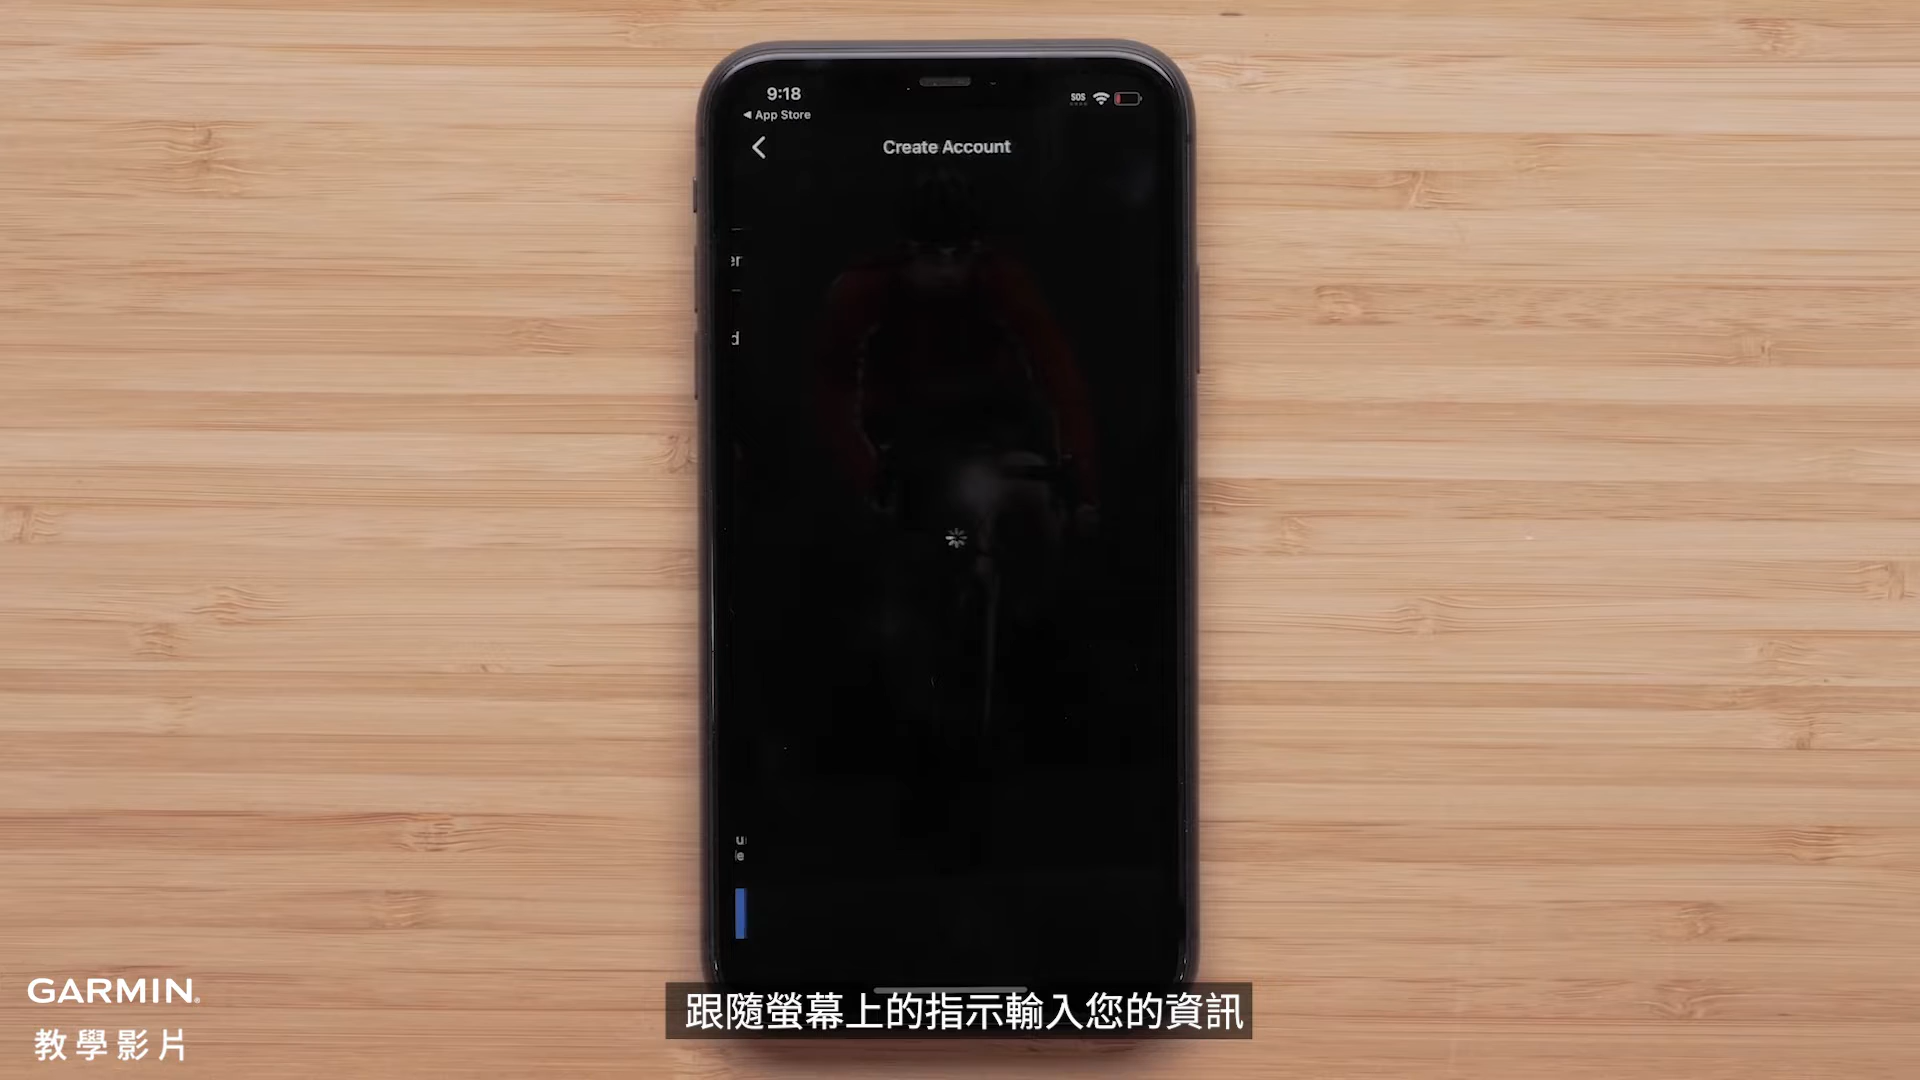 9:18
SOS
◀ App Store
Create Account
er
d
GARMIN
教學影片
跟隨螢幕上的指示輸入您的資訊